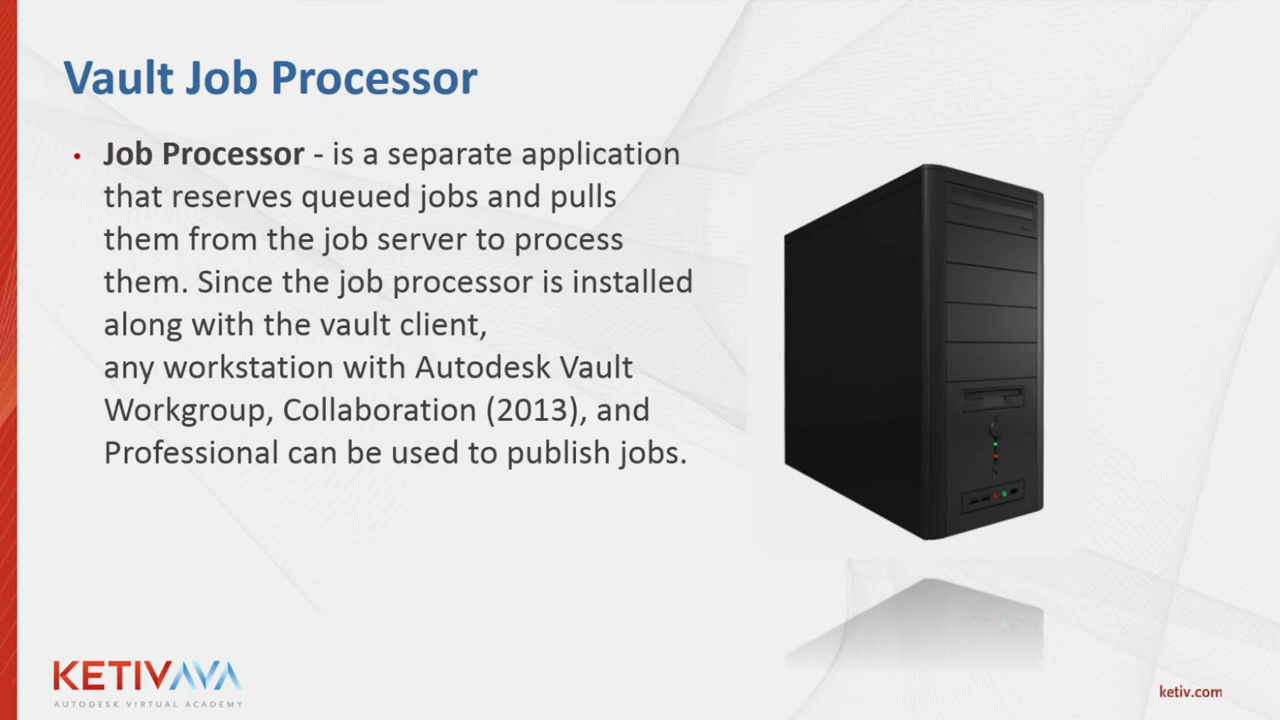 Vault Job Processor
• Job Processor - is a separate application
that reserves queued jobs and pulls
them from the job server to process
them. Since the job processor is installed
along with the vault client,
any workstation with Autodesk Vault
Workgroup, Collaboration (2013), and
Professional can be used to publish jobs.
KETIVAVA
AUTODESK VIRTUAL ACADEMY
ketiv.com